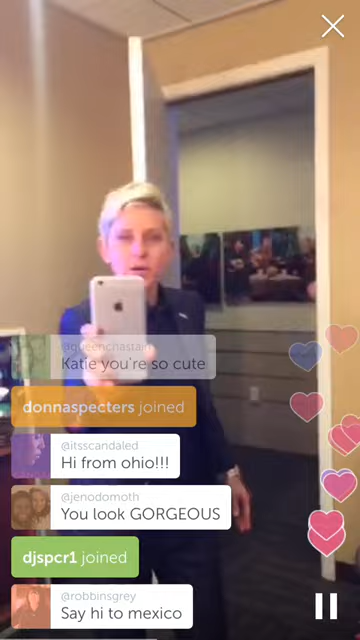 @queenchastain
Katie you're so cute
donnaspecters joined
@itsscandaled
Hi from ohio!!!
@jenodomoth
You look GORGEOUS
djspcr1 joined
@robbinsgrey
Say hi to mexico